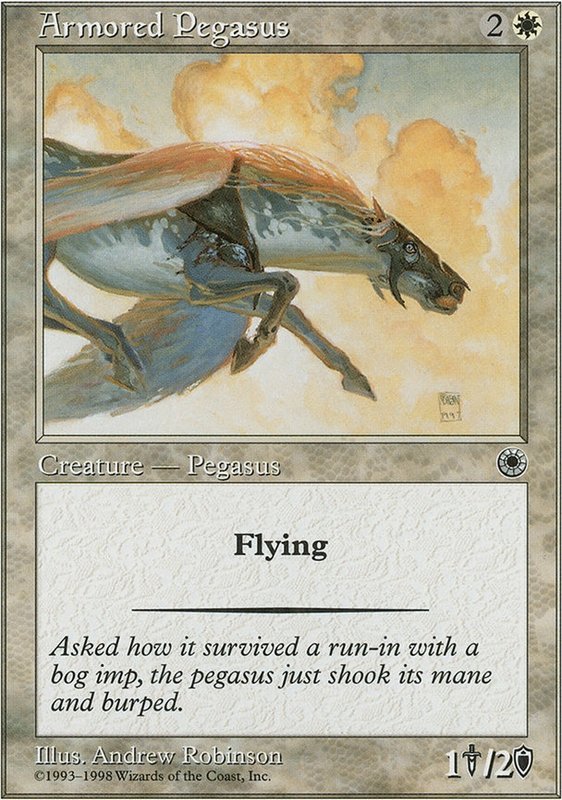 Armored Pegasus 2
1997
Creature — Pegasus
Flying
Asked how it survived a run-in with a
bog imp, the pegasus just shook its mane
and burped.
Illus. Andrew Robinson
©1993–1998 Wizards of the Coast, Inc.
1/2